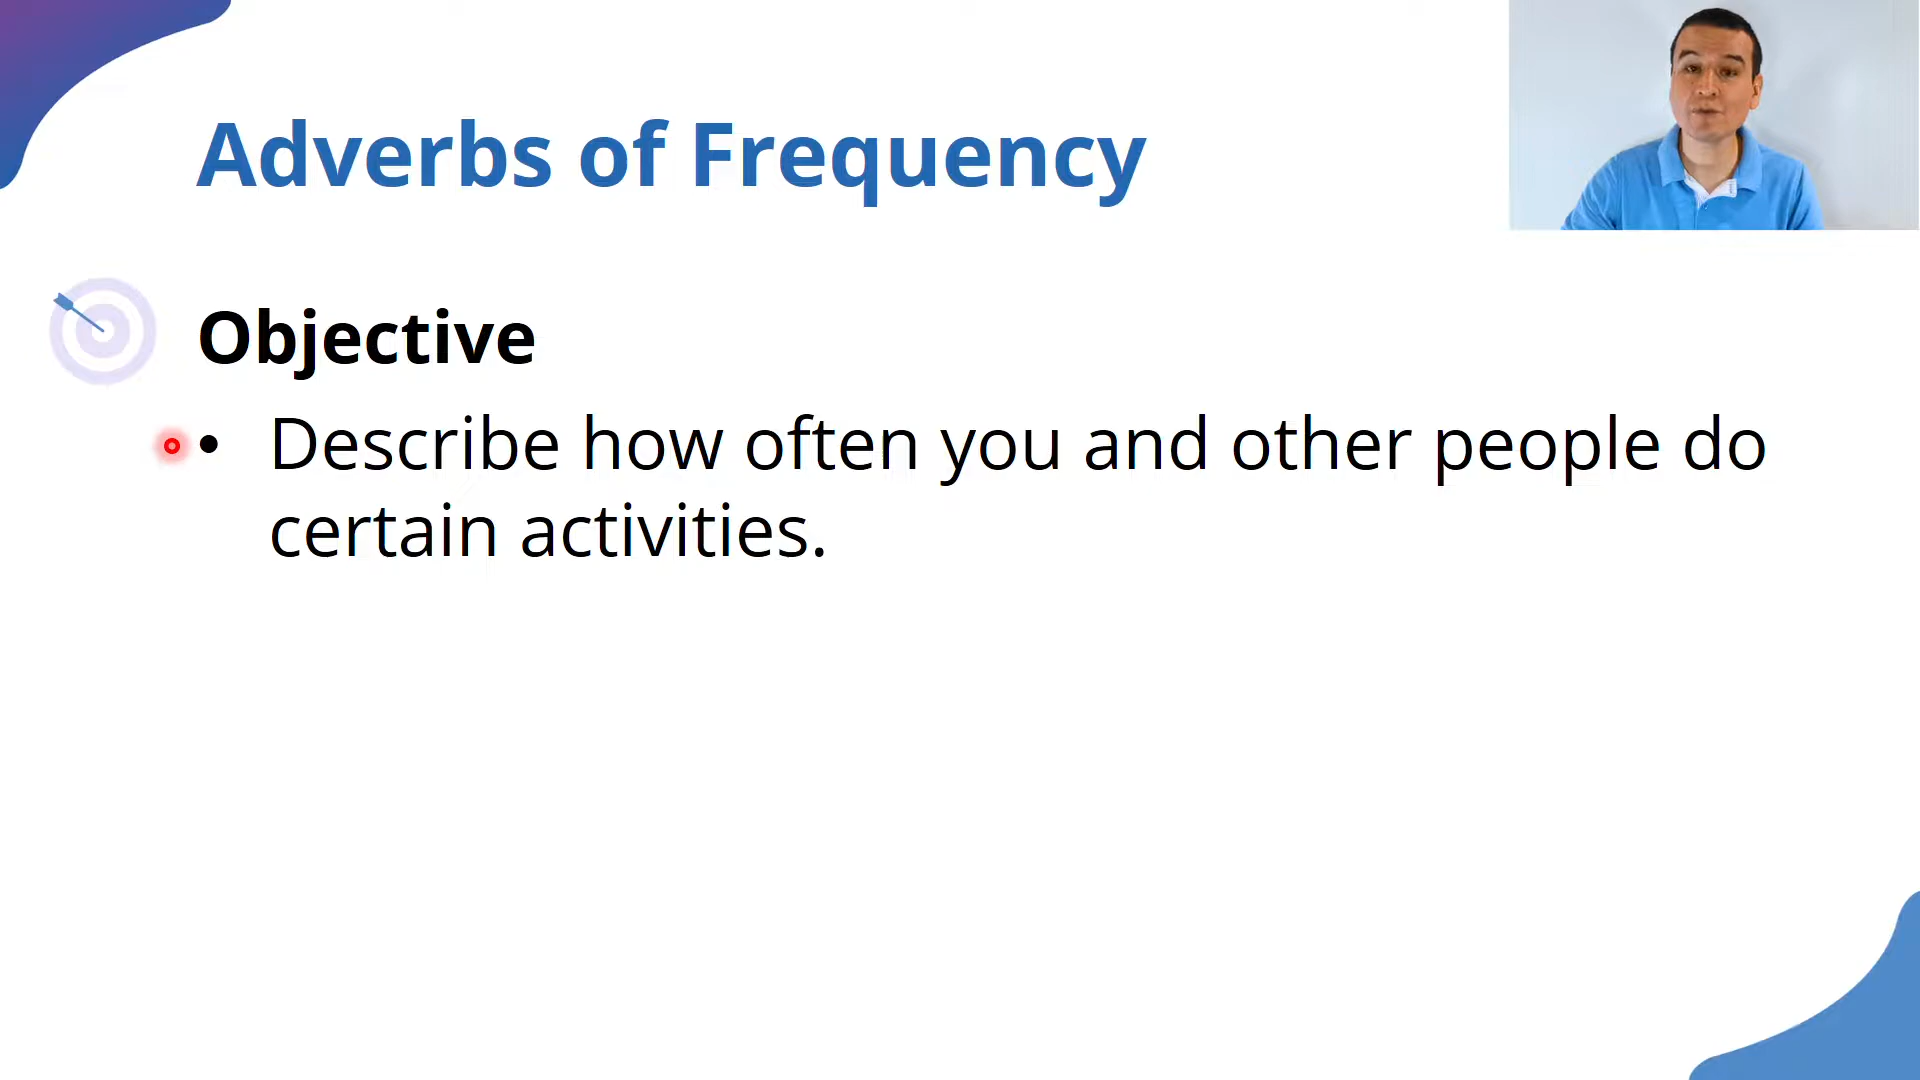 Adverbs of Frequency
Objective
• Describe how often you and other people do
certain activities.